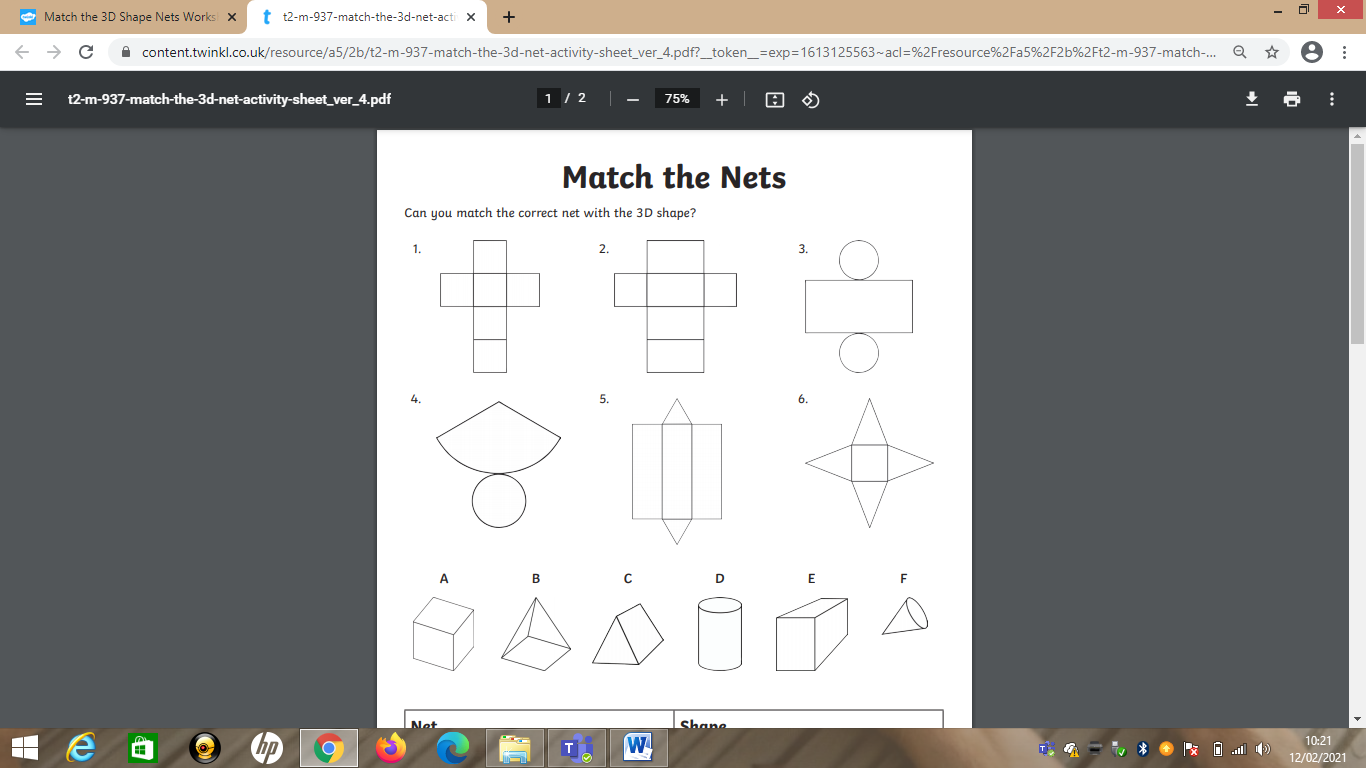 Match the 3D Shape Nets Works
t2-m-937-match-the-3d-net-acti
content.twinkl.co.uk/resource/a5/2b/t2-m-937-match-the-3d-net-activity-sheet_ver_4.pdf?__token__=exp=1613125563~acl=%2Fresource%2Fa5%2F2b%2Ft2-m-937-match-...
t2-m-937-match-the-3d-net-activity-sheet_ver_4.pdf
1 / 2
75%
Match the Nets
Can you match the correct net with the 3D shape?
1. 2. 3.
4. 5. 6.
A B C D E F
Net Shape
10:21
12/02/2021